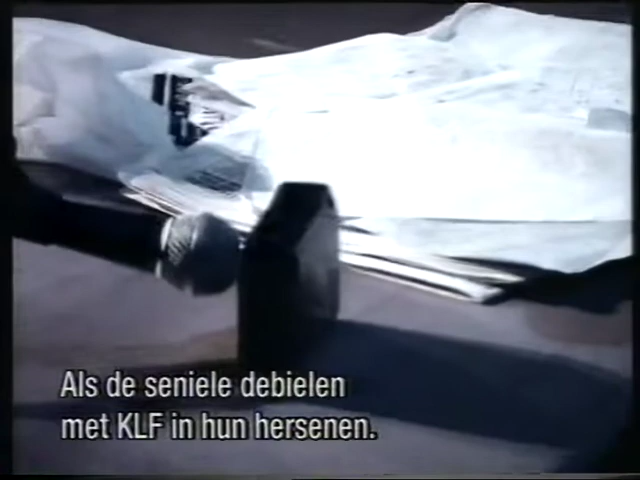 Als de seniele debielen
met KLF in hun hersenen.